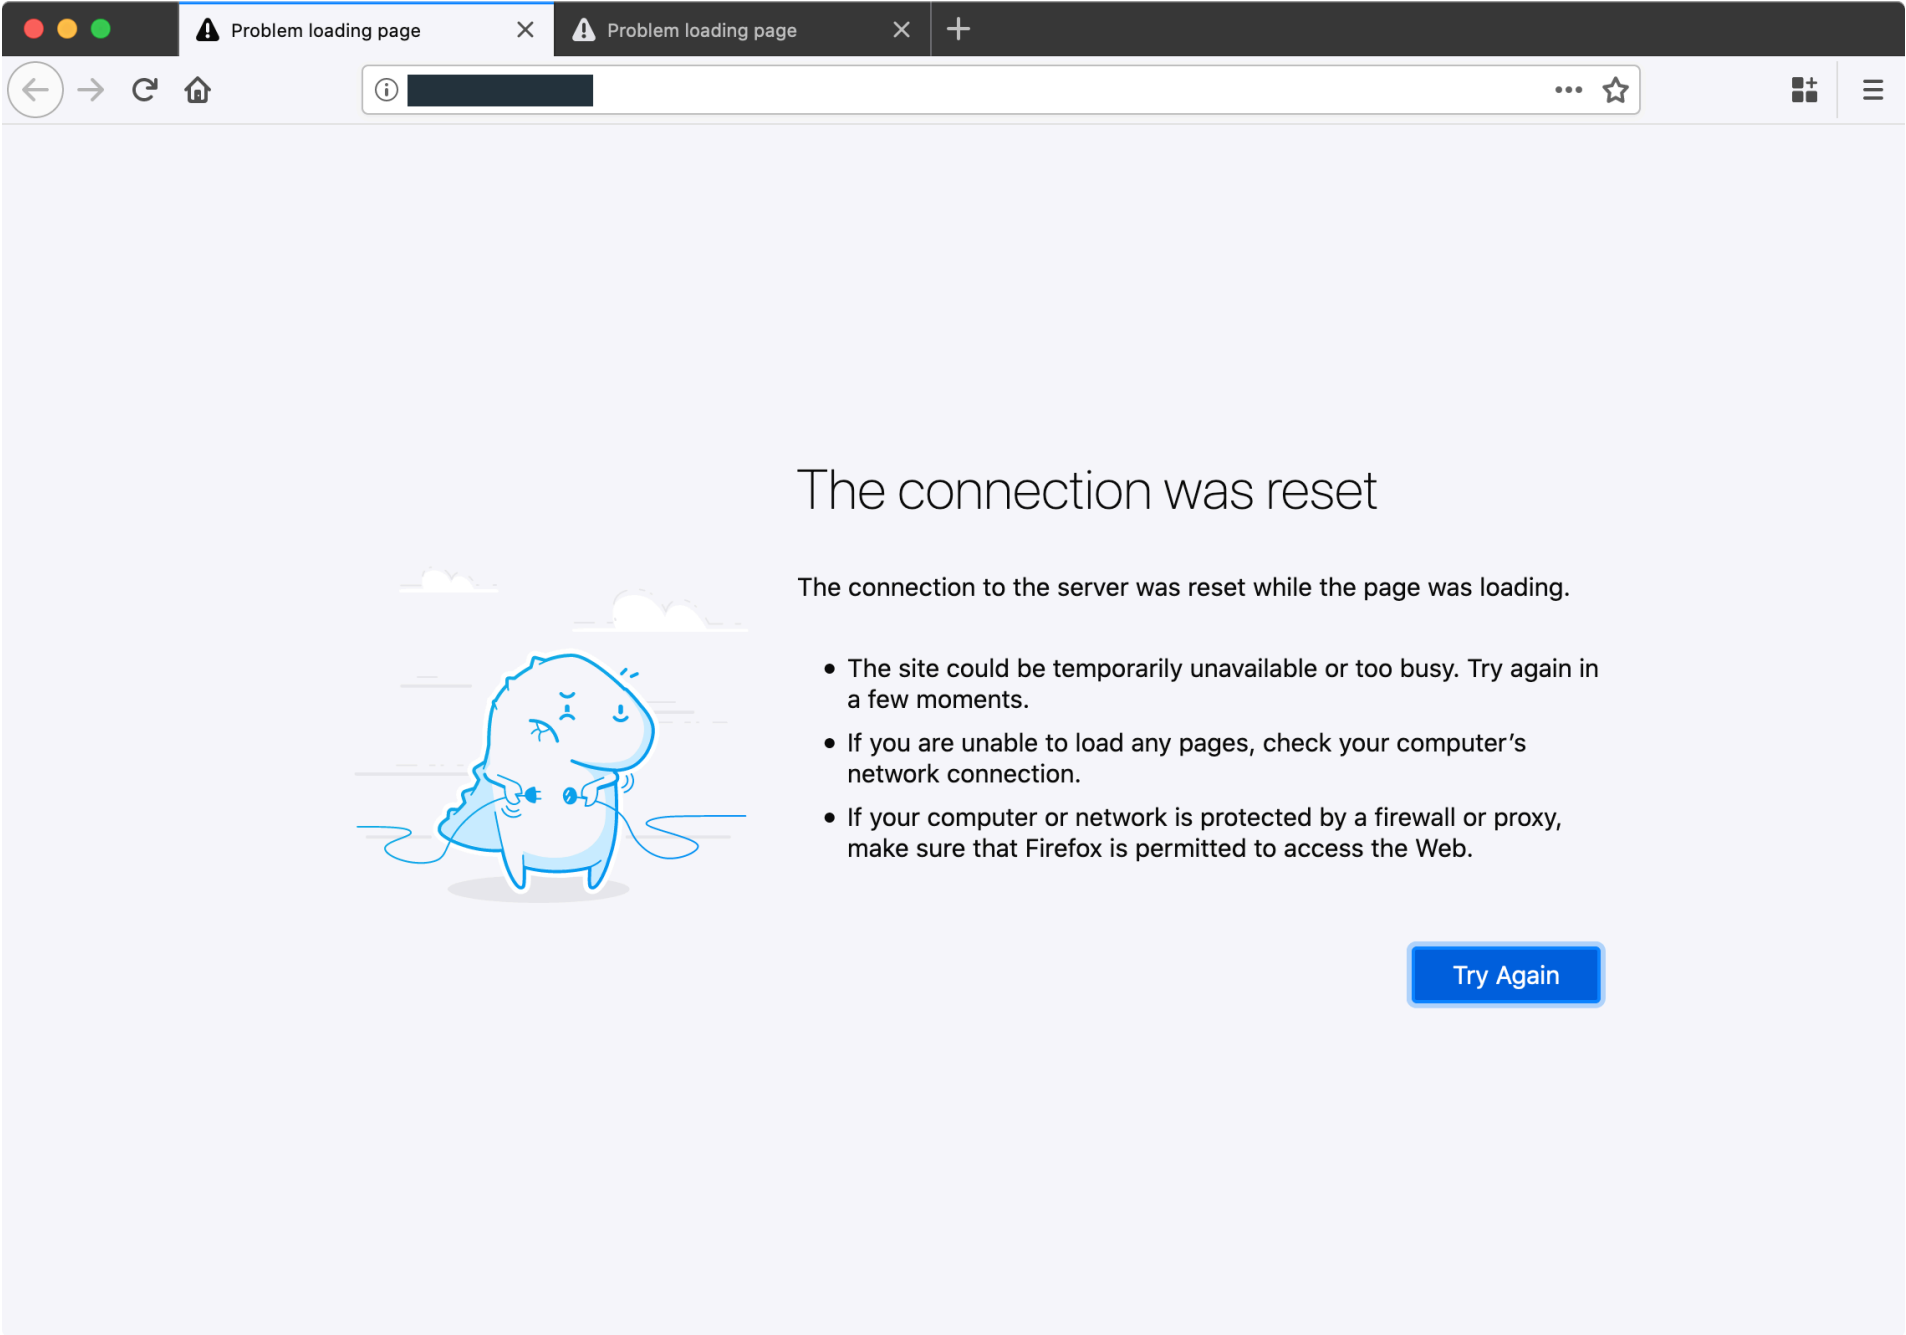 Problem loading page
Problem loading page
The connection was reset
The connection to the server was reset while the page was loading.
The site could be temporarily unavailable or too busy. Try again in
a few moments.
If you are unable to load any pages, check your computer’s
network connection.
If your computer or network is protected by a firewall or proxy,
make sure that Firefox is permitted to access the Web.
Try Again